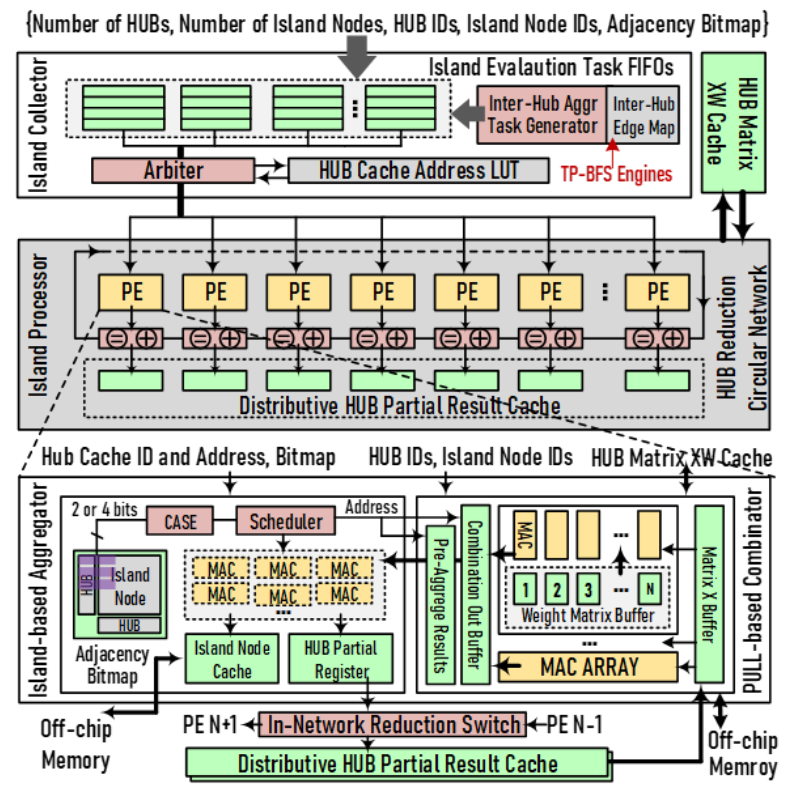 {Number of HUBs, Number of Island Nodes, HUB IDs, Island Node IDs, Adjacency Bitmap}
Island Collector
Island Evalaution Task FIFOs
Inter-Hub Aggr
Task Generator
Inter-Hub
Edge Map
TP-BFS Engines
Arbiter
HUB Cache Address LUT
HUB Matrix
XW Cache
Island Processor
PE
PE
PE
PE
PE
PE
PE
HUB Reduction
Circular Network
Distributive HUB Partial Result Cache
Hub Cache ID and Address, Bitmap
HUB IDs, Island Node IDs
HUB Matrix XW Cache
Island-based Aggregator
2 or 4 bits
CASE
Scheduler
Address
HUB
Island
Node
HUB
Adjacency
Bitmap
MAC
MAC
MAC
MAC
MAC
MAC
...
Island Node
Cache
HUB Partial
Register
Pre-Aggrege Results
Combination Out Buffer
MAC
...
1
2
3
...
N
Weight Matrix Buffer
...
MAC ARRAY
Matrix X Buffer
PULL-based Combinator
Off-chip
Memory
PE N+1
In-Network Reduction Switch
PE N-1
Distributive HUB Partial Result Cache
Off-chip
Memroy